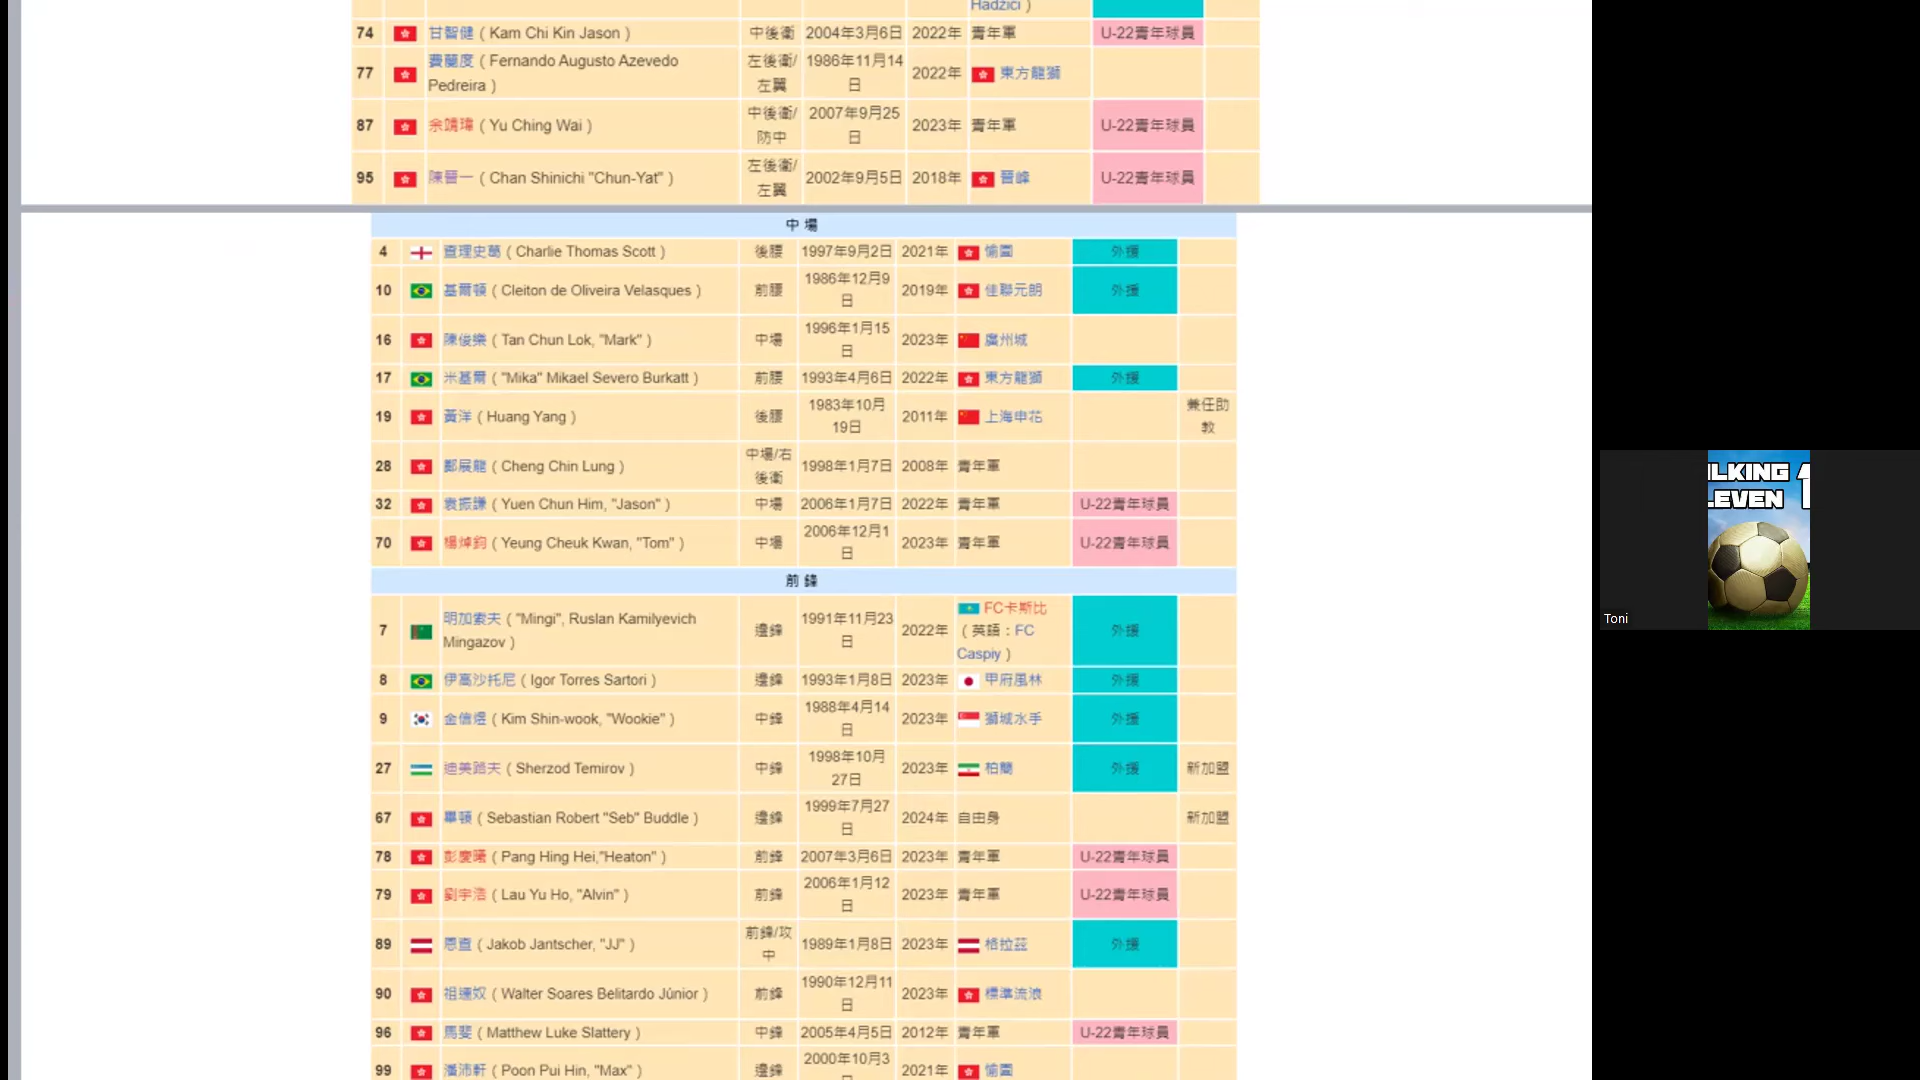 Hadzici )
74 甘智健 ( Kam Chi Kin Jason ) 中後衛 2004年3月6日 2022年 青年軍 U-22青年球員
77 費蘭度 ( Fernando Augusto Azevedo Pedreira ) 左後衛/左翼 1986年11月14日 2022年 東方龍獅
87 余靖瑋 ( Yu Ching Wai ) 中後衛/防中 2007年9月25日 2023年 青年軍 U-22青年球員
95 陳晉一 ( Chan Shinichi "Chun-Yat" ) 左後衛/左翼 2002年9月5日 2018年 晉峰 U-22青年球員
中場
4 查理史葛 ( Charlie Thomas Scott ) 後腰 1997年9月2日 2021年 愉園 外援
10 基爾頓 ( Cleiton de Oliveira Velasques ) 前腰 1986年12月9日 2019年 佳聯元朗 外援
16 陳俊樂 ( Tan Chun Lok, "Mark" ) 中場 1996年1月15日 2023年 廣州城
17 米基爾 ( "Mika" Mikael Severo Burkatt ) 前腰 1993年4月6日 2022年 東方龍獅 外援
19 黃洋 ( Huang Yang ) 後腰 1983年10月19日 2011年 上海申花 兼任助教
28 鄭展龍 ( Cheng Chin Lung ) 中場/右後衛 1998年1月7日 2008年 青年軍
32 袁振謙 ( Yuen Chun Him, "Jason" ) 中場 2006年1月7日 2022年 青年軍 U-22青年球員
70 楊焯鈞 ( Yeung Cheuk Kwan, "Tom" ) 中場 2006年12月1日 2023年 青年軍 U-22青年球員
前鋒
7 明加索夫 ( "Mingi", Ruslan Kamilyevich Mingazov ) 邊鋒 1991年11月23日 2022年 FC卡斯比 ( 英語：FC Caspiy ) 外援
8 伊高沙托尼 ( Igor Torres Sartori ) 邊鋒 1993年1月8日 2023年 甲府風林 外援
9 金信煜 ( Kim Shin-wook, "Wookie" ) 中鋒 1988年4月14日 2023年 獅城水手 外援
27 迪美路夫 ( Sherzod Temirov ) 中鋒 1998年10月27日 2023年 柏簡 外援 新加盟
67 畢頓 ( Sebastian Robert "Seb" Buddle ) 邊鋒 1999年7月27日 2024年 自由身 新加盟
78 彭慶曦 ( Pang Hing Hei,"Heaton" ) 前鋒 2007年3月6日 2023年 青年軍 U-22青年球員
79 劉宇浩 ( Lau Yu Ho, "Alvin" ) 前鋒 2006年1月12日 2023年 青年軍 U-22青年球員
89 恩查 ( Jakob Jantscher, "JJ" ) 前鋒/攻中 1989年1月8日 2023年 格拉茲 外援
90 祖連奴 ( Walter Soares Belitardo Júnior ) 前鋒 1990年12月11日 2023年 標準流浪
96 馬斐 ( Matthew Luke Slattery ) 中鋒 2005年4月5日 2012年 青年軍 U-22青年球員
99 潘沛軒 ( Poon Pui Hin, "Max" ) 邊鋒 2000年10月3日 2021年 愉園
LKING A
LEVEN
Toni